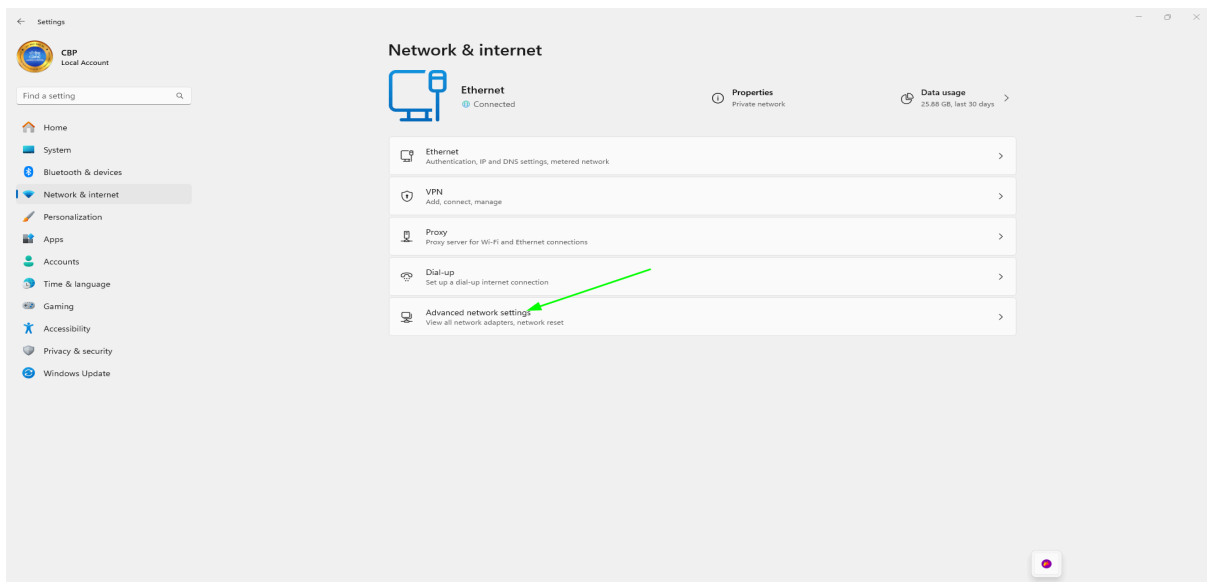 Settings
CBP
Local Account
Find a setting
Home
System
Bluetooth & devices
Network & internet
Personalization
Apps
Accounts
Time & language
Gaming
Accessibility
Privacy & security
Windows Update
Network & internet
Ethernet
Connected
Properties
Private network
Data usage
25.88 GB, last 30 days
Ethernet
Authentication, IP and DNS settings, metered network
VPN
Add, connect, manage
Proxy
Proxy server for Wi-Fi and Ethernet connections
Dial-up
Set up a dial-up internet connection
Advanced network settings
View all network adapters, network reset